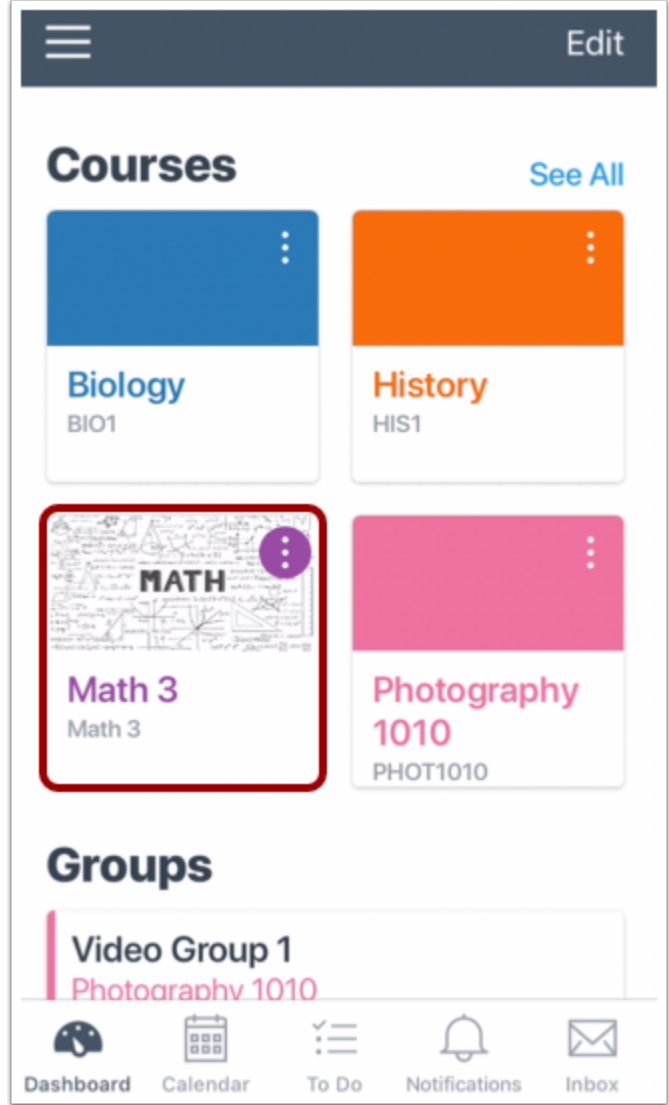 Edit
Courses
See All
Biology
BIO1
History
HIS1
MATH
Math 3
Math 3
Photography
1010
PHOT1010
Groups
Video Group 1
Photography 1010
Dashboard
Calendar
To Do
Notifications
Inbox